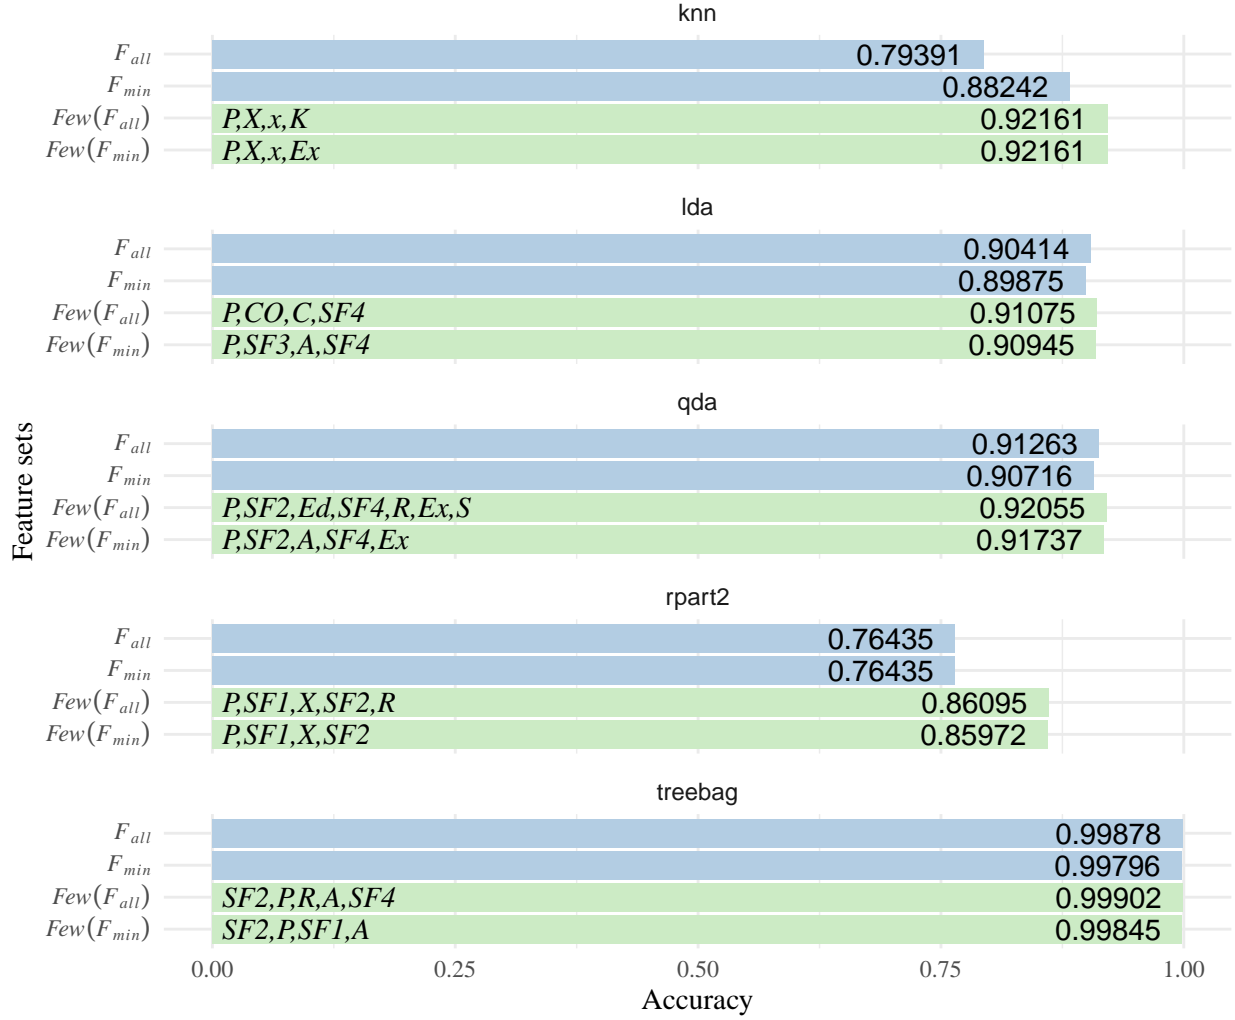 knn
F_all 0.79391
F_min 0.88242
Few(F_all) P,X,x,K 0.92161
Few(F_min) P,X,x,Ex 0.92161
lda
F_all 0.90414
F_min 0.89875
Few(F_all) P,CO,C,SF4 0.91075
Few(F_min) P,SF3,A,SF4 0.90945
qda
F_all 0.91263
F_min 0.90716
Few(F_all) P,SF2,Ed,SF4,R,Ex,S 0.92055
Few(F_min) P,SF2,A,SF4,Ex 0.91737
Feature sets
rpart2
F_all 0.76435
F_min 0.76435
Few(F_all) P,SF1,X,SF2,R 0.86095
Few(F_min) P,SF1,X,SF2 0.85972
treebag
F_all 0.99878
F_min 0.99796
Few(F_all) SF2,P,R,A,SF4 0.99902
Few(F_min) SF2,P,SF1,A 0.99845
0.00 0.25 0.50 0.75 1.00
Accuracy